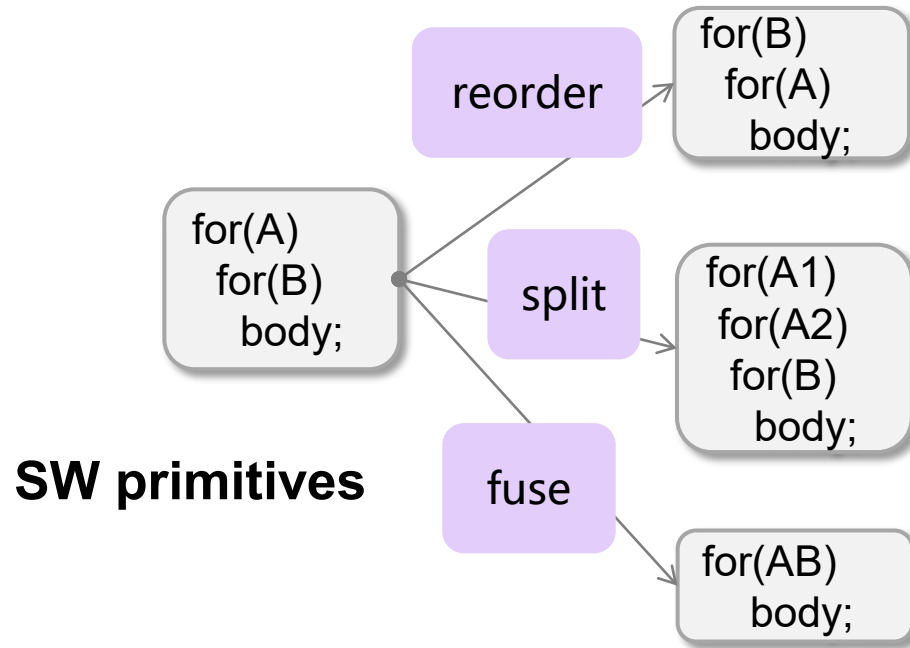 reorder
for(B)
for(A)
body;
for(A)
for(B)
body;
split
for(A1)
for(A2)
for(B)
body;
SW primitives
fuse
for(AB)
body;